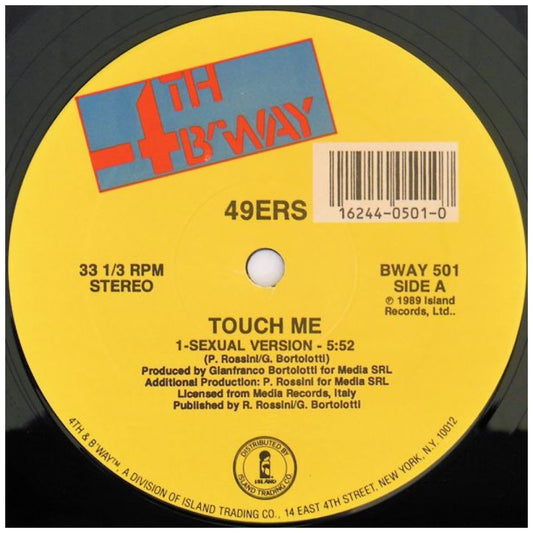 4TH
B'WAY
49ERS
16244-0501-0
33 1/3 RPM
STEREO
BWAY 501
SIDE A
℗ 1989 Island
Records, Ltd..
TOUCH ME
1-SEXUAL VERSION - 5:52
(P. Rossini/G. Bortolotti)
Produced by Gianfranco Bortolotti for Media SRL
Additional Production: P. Rossini for Media SRL
Licensed from Media Records, Italy
Published by R. Rossini/G. Bortolotti
DISTRIBUTED BY
ISLAND
ISLAND TRADING CO.
4TH & B'WAY™, A DIVISION OF ISLAND TRADING CO., 14 EAST 4TH STREET, NEW YORK, N.Y. 10012